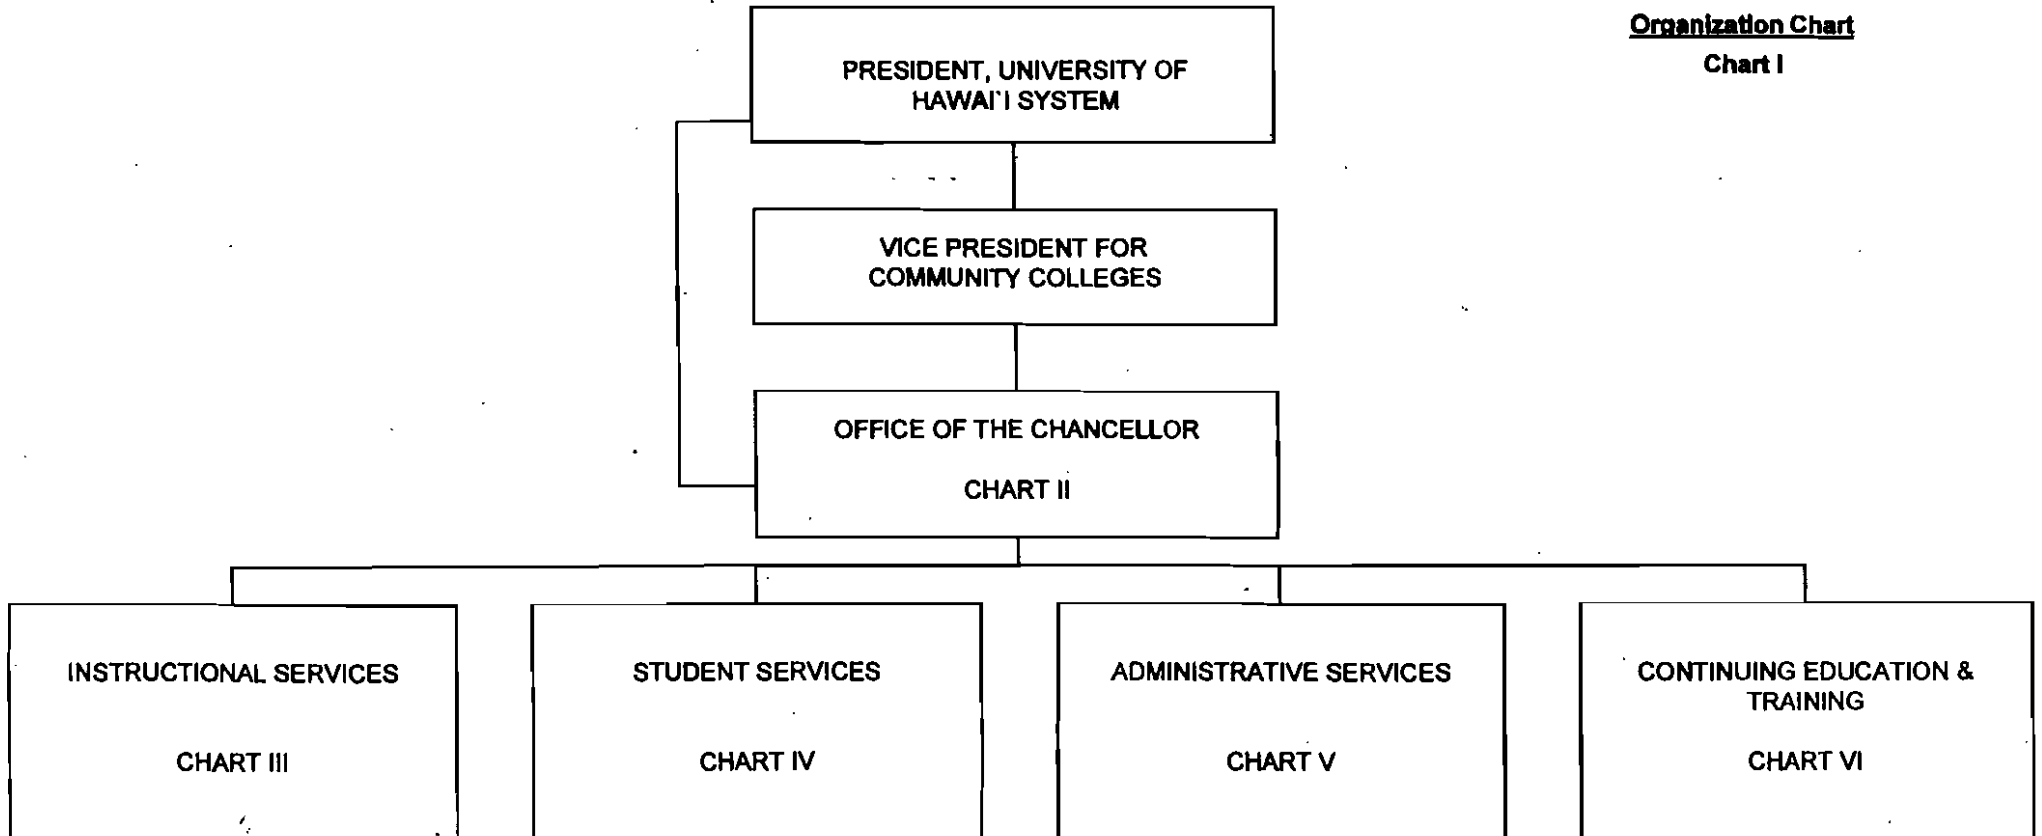 Organization Chart
Chart I
PRESIDENT, UNIVERSITY OF
HAWAI`I SYSTEM
VICE PRESIDENT FOR
COMMUNITY COLLEGES
OFFICE OF THE CHANCELLOR
CHART II
INSTRUCTIONAL SERVICES
CHART III
STUDENT SERVICES
CHART IV
ADMINISTRATIVE SERVICES
CHART V
CONTINUING EDUCATION &
TRAINING
CHART VI